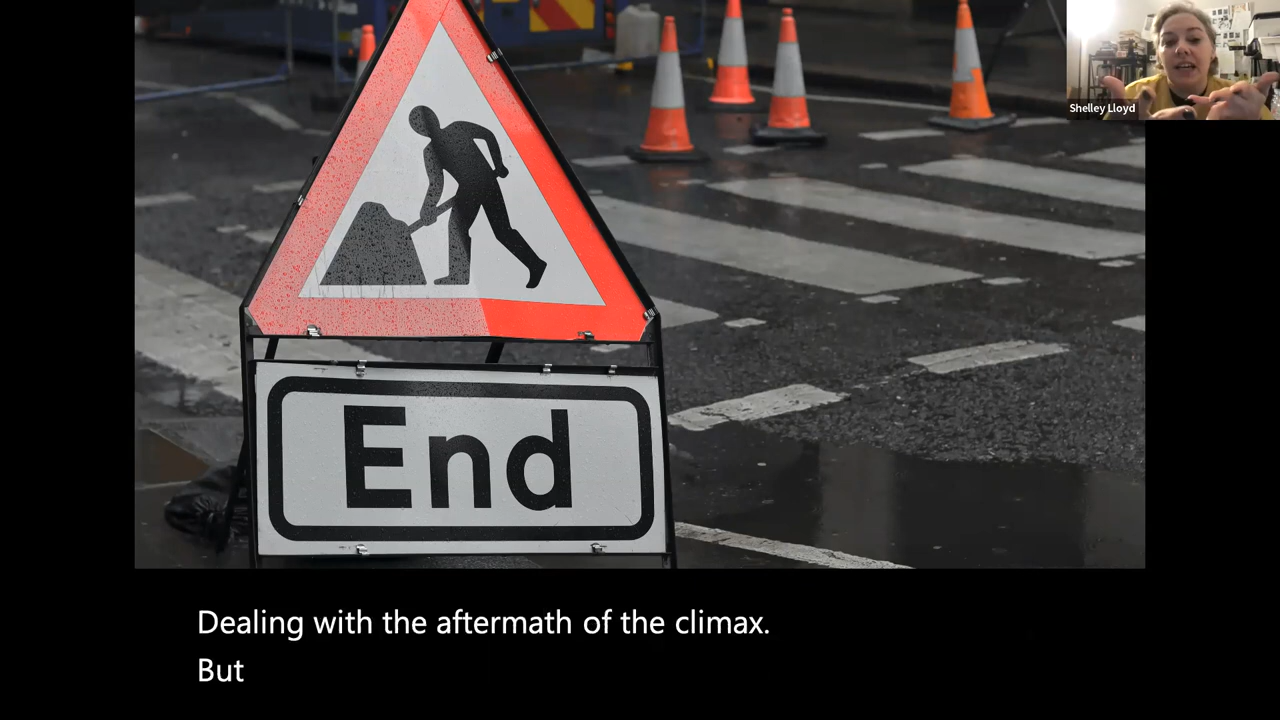 Shelley Lloyd
End
Dealing with the aftermath of the climax.
But